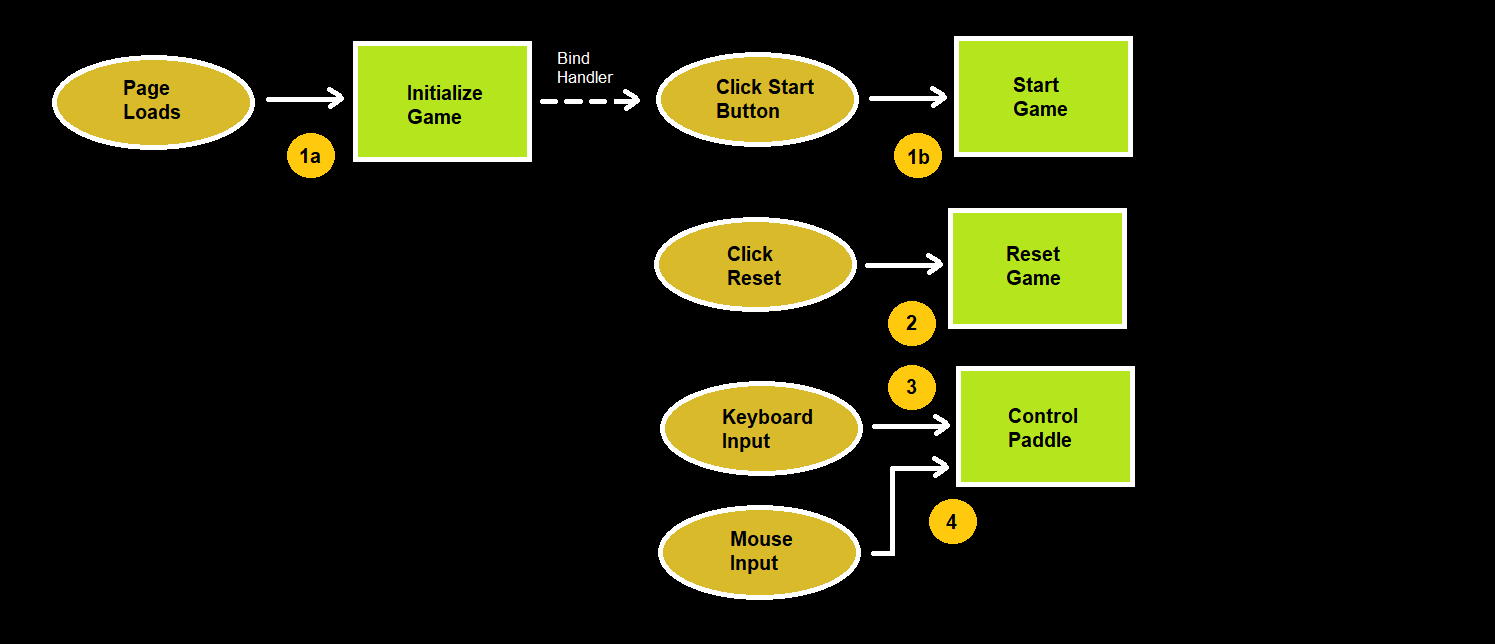 Page
Loads
1a
Initialize
Game
Bind
Handler
Click Start
Button
1b
Start
Game
Click
Reset
2
Reset
Game
Keyboard
Input
3
Control
Paddle
Mouse
Input
4